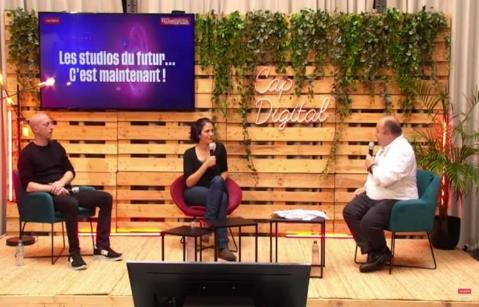 Les studios du futur...
C'est maintenant !
Cap
Digital